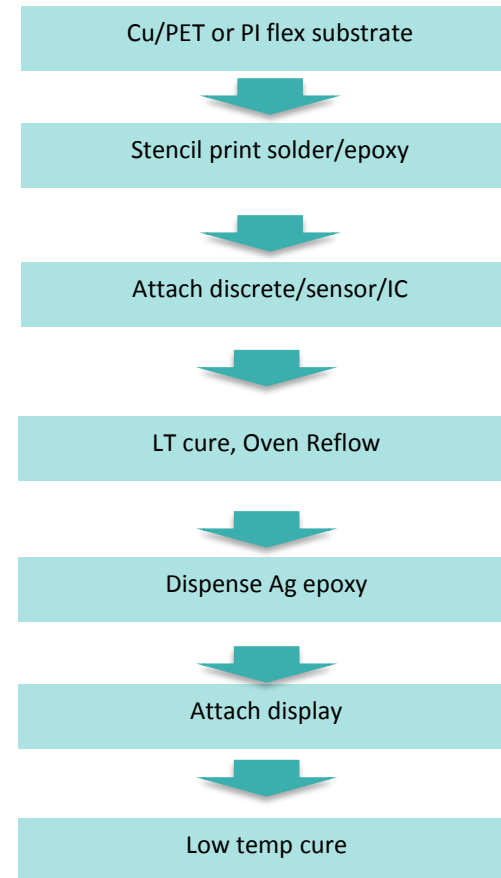 Cu/PET or PI flex substrate
Stencil print solder/epoxy
Attach discrete/sensor/IC
LT cure, Oven Reflow
Dispense Ag epoxy
Attach display
Low temp cure